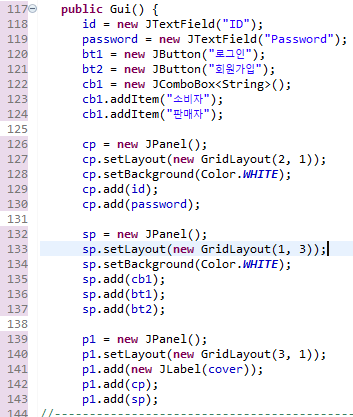 117 public Gui() {
118 id = new JTextField("ID");
119 password = new JTextField("Password");
120 bt1 = new JButton("로그인");
121 bt2 = new JButton("회원가입");
122 cb1 = new JComboBox<String>();
123 cb1.addItem("소비자");
124 cb1.addItem("판매자");
125
126 cp = new JPanel();
127 cp.setLayout(new GridLayout(2, 1));
128 cp.setBackground(Color.WHITE);
129 cp.add(id);
130 cp.add(password);
131
132 sp = new JPanel();
133 sp.setLayout(new GridLayout(1, 3));
134 sp.setBackground(Color.WHITE);
135 sp.add(cb1);
136 sp.add(bt1);
137 sp.add(bt2);
138
139 p1 = new JPanel();
140 p1.setLayout(new GridLayout(3, 1));
141 p1.add(new JLabel(cover));
142 p1.add(cp);
143 p1.add(sp);
144 //----------------------------------------